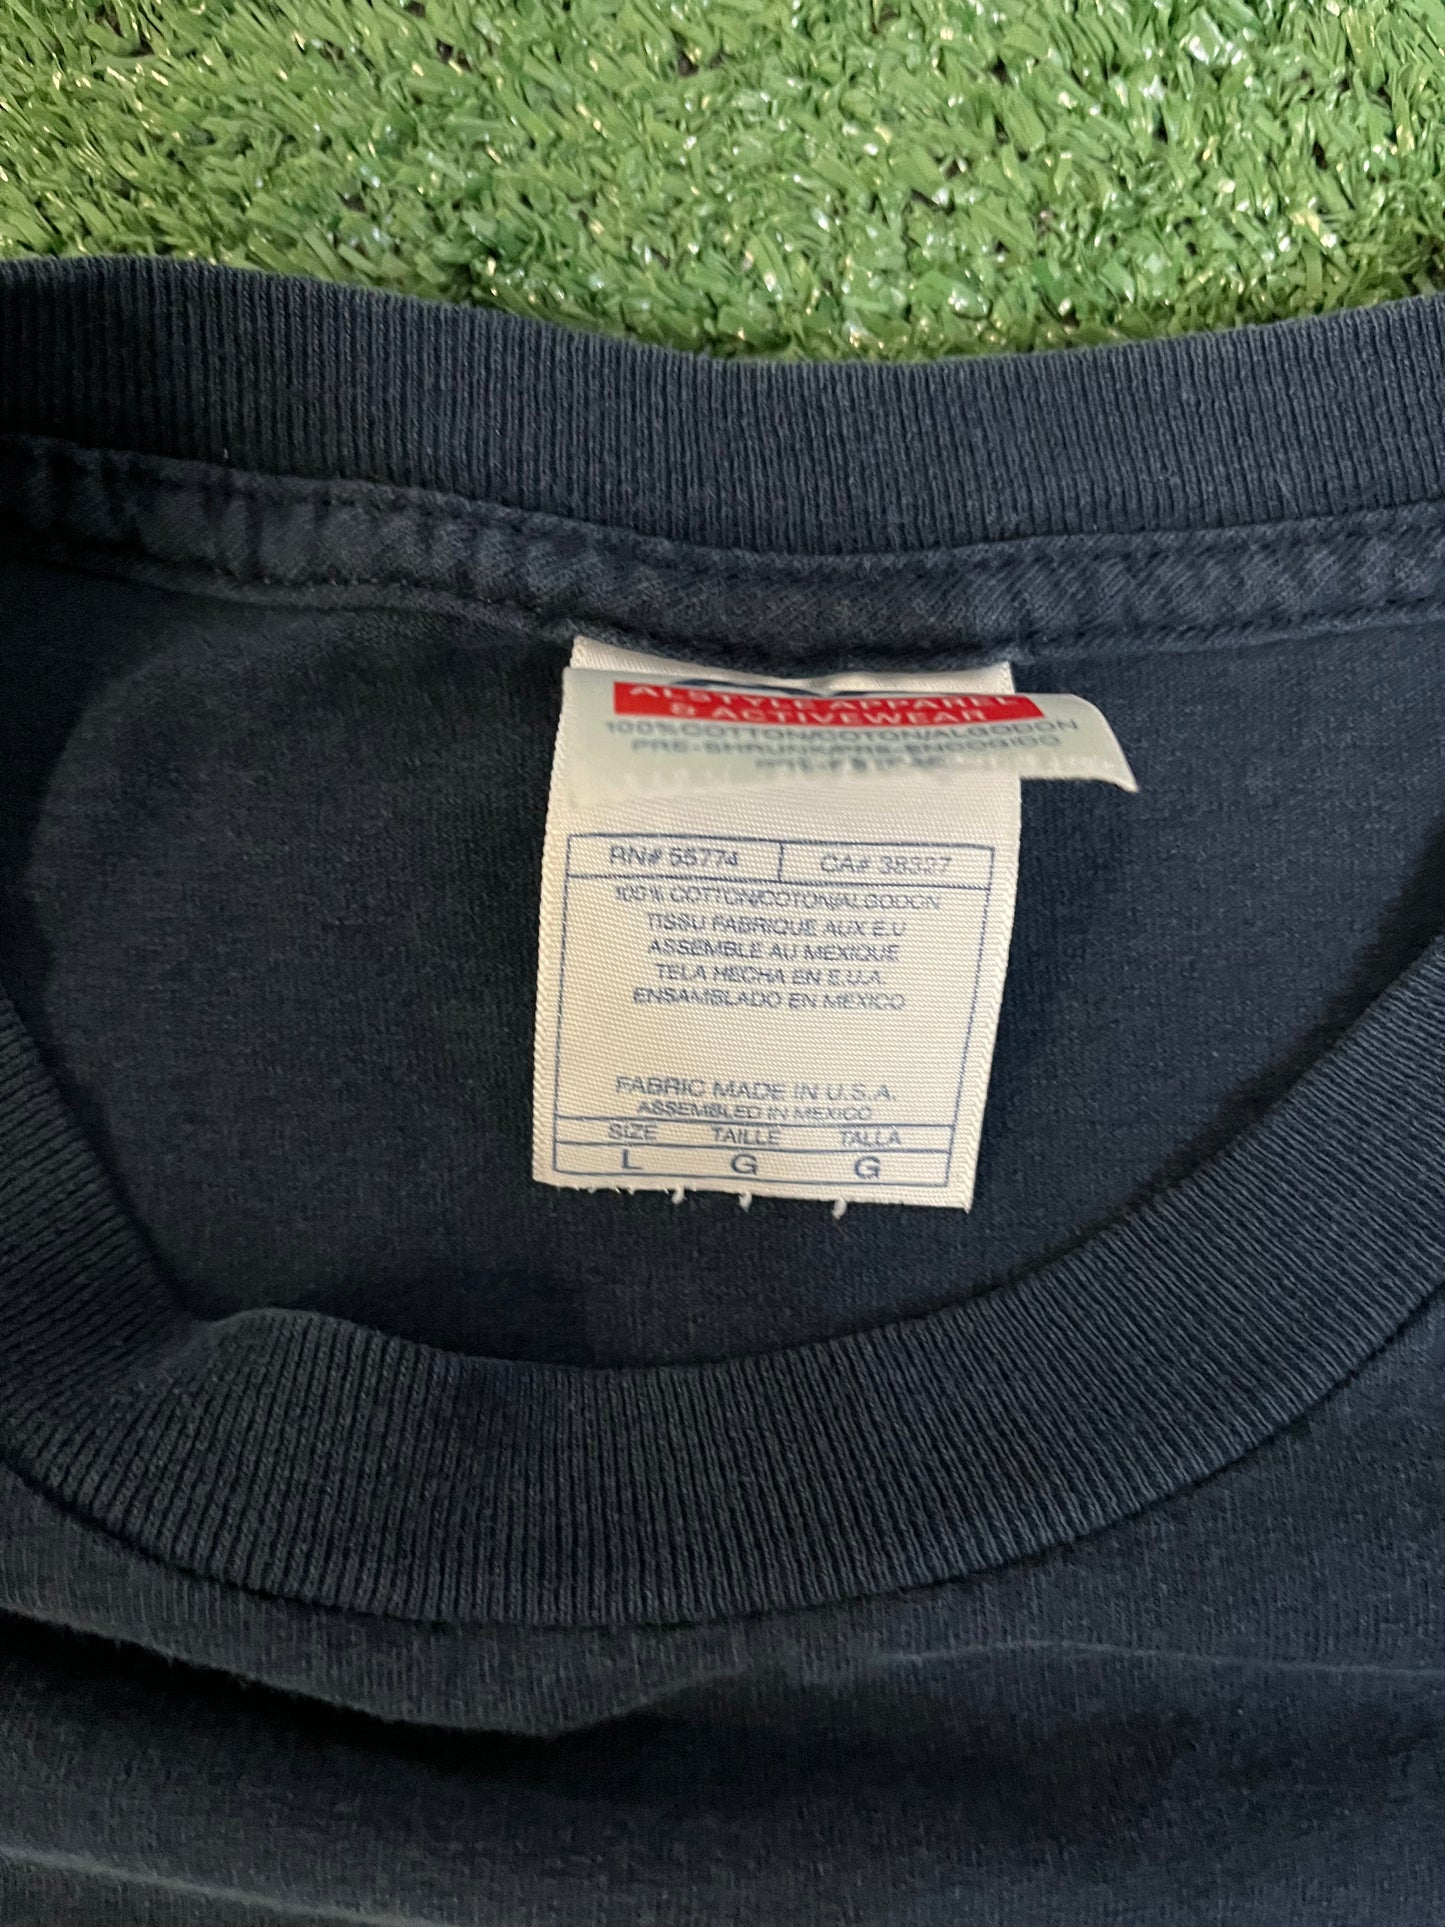 ALSTYLE APPAREL
& ACTIVEWEAR
100% COTTON/COTON/ALGODON
PRE-SHRUNK/PRE-ENCOGIDO
RN# 55774 CA# 38327
100% COTTON/COTON/ALGODON
TISSU FABRIQUE AUX E.U
ASSEMBLE AU MEXIQUE
TELA HECHA EN E.U.A.
ENSAMBLADO EN MEXICO
FABRIC MADE IN U.S.A.
ASSEMBLED IN MEXICO
SIZE TAILLE TALLA
L G G